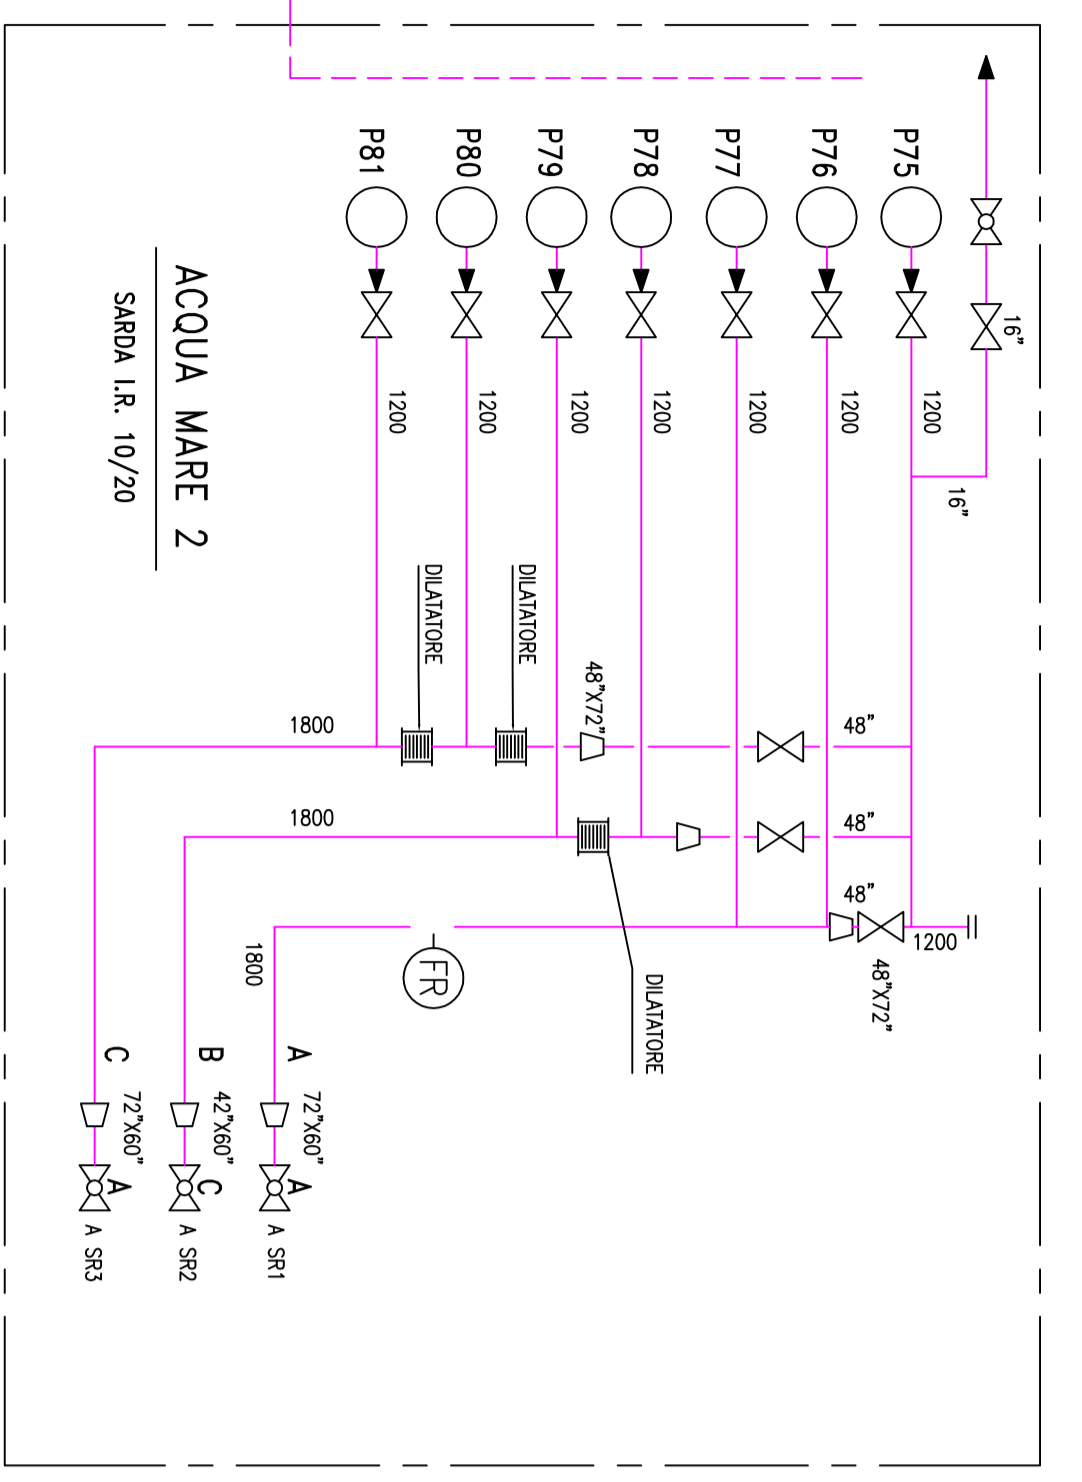 16"
16"
P75
1200
P76
1200
P77
1200
P78
1200
P79
1200
P80
1200
P81
1200
48"
48"
48"
1200
48"X72"
48"X72"
DILATATORE
DILATATORE
DILATATORE
FR
1800
1800
1800
A
72"X60"
A
A SR1
B
42"X60"
C
A SR2
C
72"X60"
A
A SR3
ACQUA MARE 2
SARDA I.R. 10/20